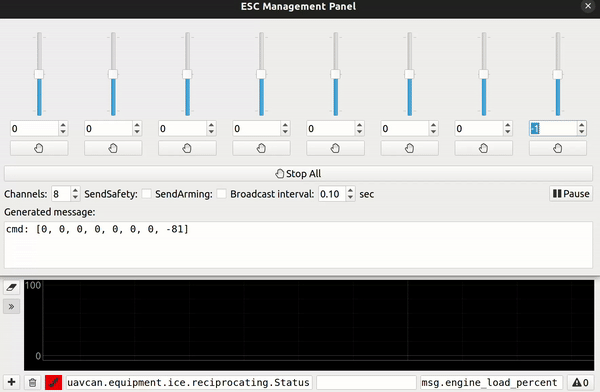 ESC Management Panel
0 0 0 0 0 0 0 -1
Stop All
Channels: 8 SendSafety: SendArming: Broadcast interval: 0.10 sec Pause
Generated message:
cmd: [0, 0, 0, 0, 0, 0, 0, -81]
100
0
uavcan.equipment.ice.reciprocating.Status msg.engine_load_percent 0